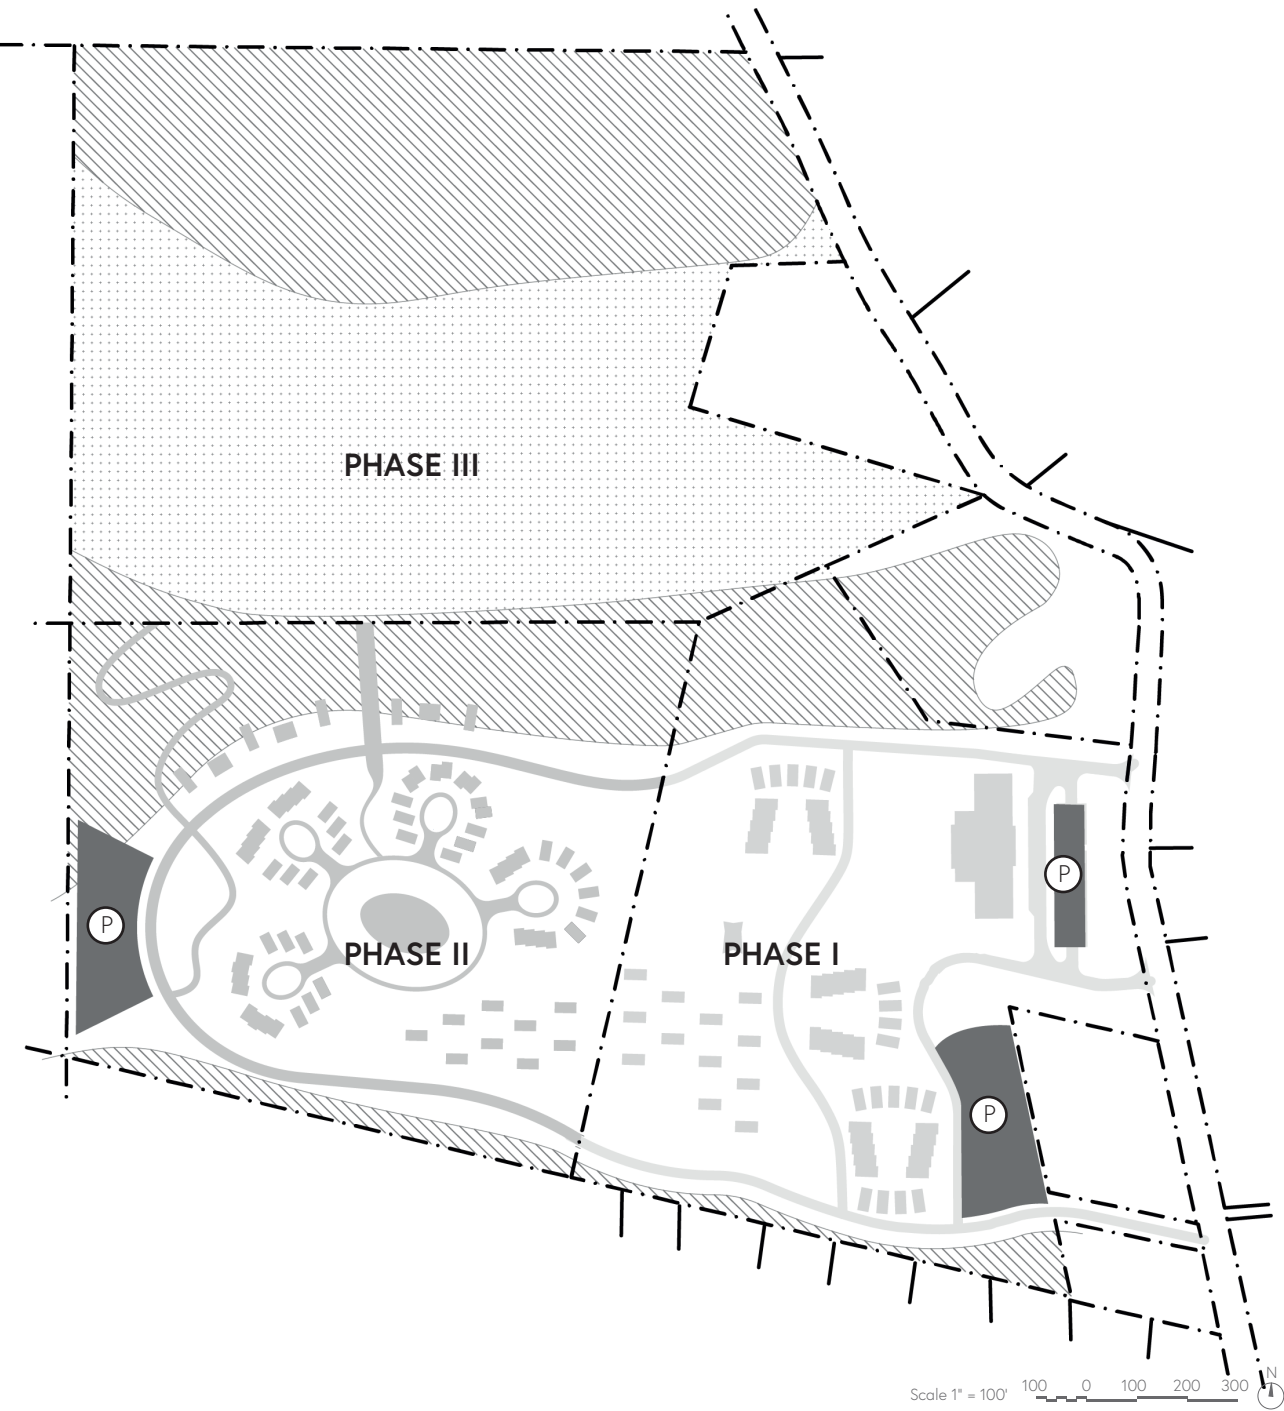 PHASE III
P
P
PHASE II
PHASE I
P
Scale 1" = 100'
100 0 100 200 300
N